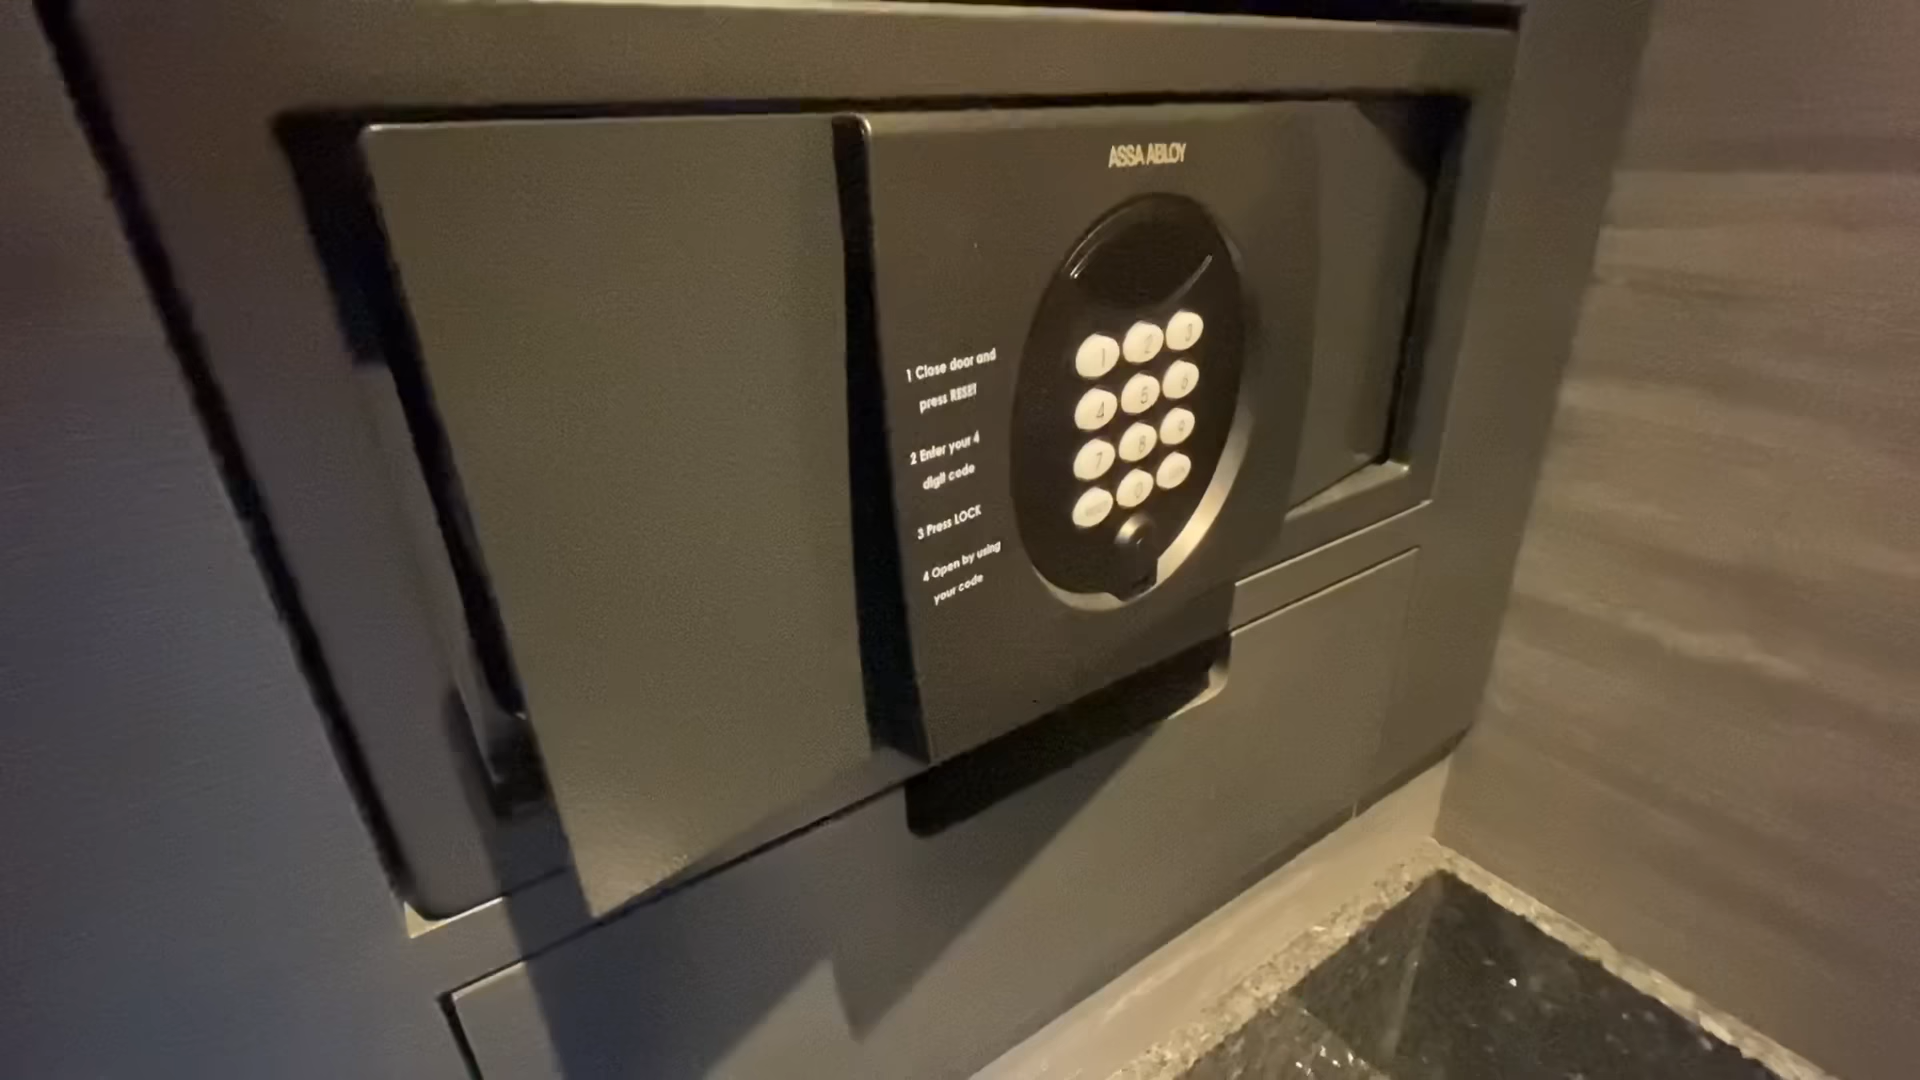 ASSA ABLOY
1 Close door and
press RESET
2 Enter your 4
digit code
3 Press LOCK
4 Open by using
your code
1 2 3
4 5 6
7 8 9
0